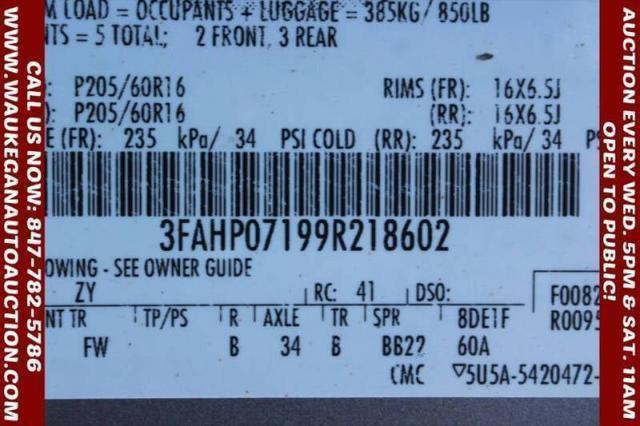 M LOAD = OCCUPANTS + LUGGAGE = 385KG/ 850LB
NTS = 5 TOTAL; 2 FRONT, 3 REAR
: P205/60R16 RIMS (FR): 16X6.5J
: P205/60R16 (RR): 16X6.5J
E (FR): 235 kPa/ 34 PSI COLD (RR): 235 kPa/ 34 PS
3FAHP07199R218602
OWING - SEE OWNER GUIDE
ZY RC: 41 DSO: F0082
NT TR TP/PS R AXLE TR SPR 8DE1F R0095
FW B 34 B BB22 60A
CMC ▽5U5A-5420472-
WWW.WAUKEGANAUTOAUCTION.COM
CALL US NOW: 847-782-5786
AUCTION EVERY WED. 5PM & SAT. 11AM
OPEN TO PUBLIC!